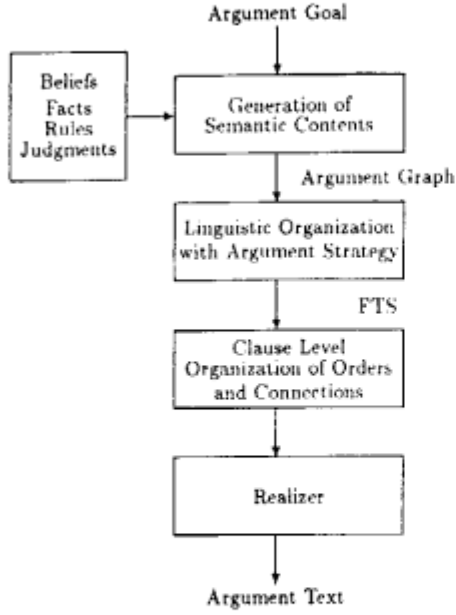 Argument Goal
Beliefs
Facts
Rules
Judgments
Generation of
Semantic Contents
Argument Graph
Linguistic Organization
with Argument Strategy
FTS
Clause Level
Organization of Orders
and Connections
Realizer
Argument Text